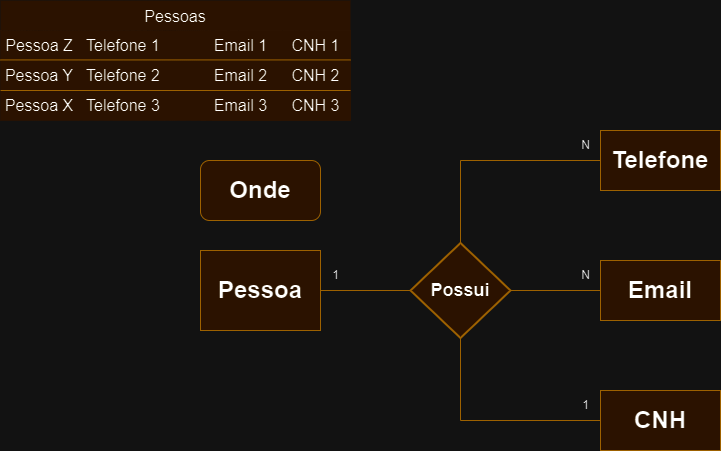 Pessoas
Pessoa Z Telefone 1 Email 1 CNH 1
Pessoa Y Telefone 2 Email 2 CNH 2
Pessoa X Telefone 3 Email 3 CNH 3
N
Telefone
Onde
Pessoa
1
Possui
N
Email
1
CNH